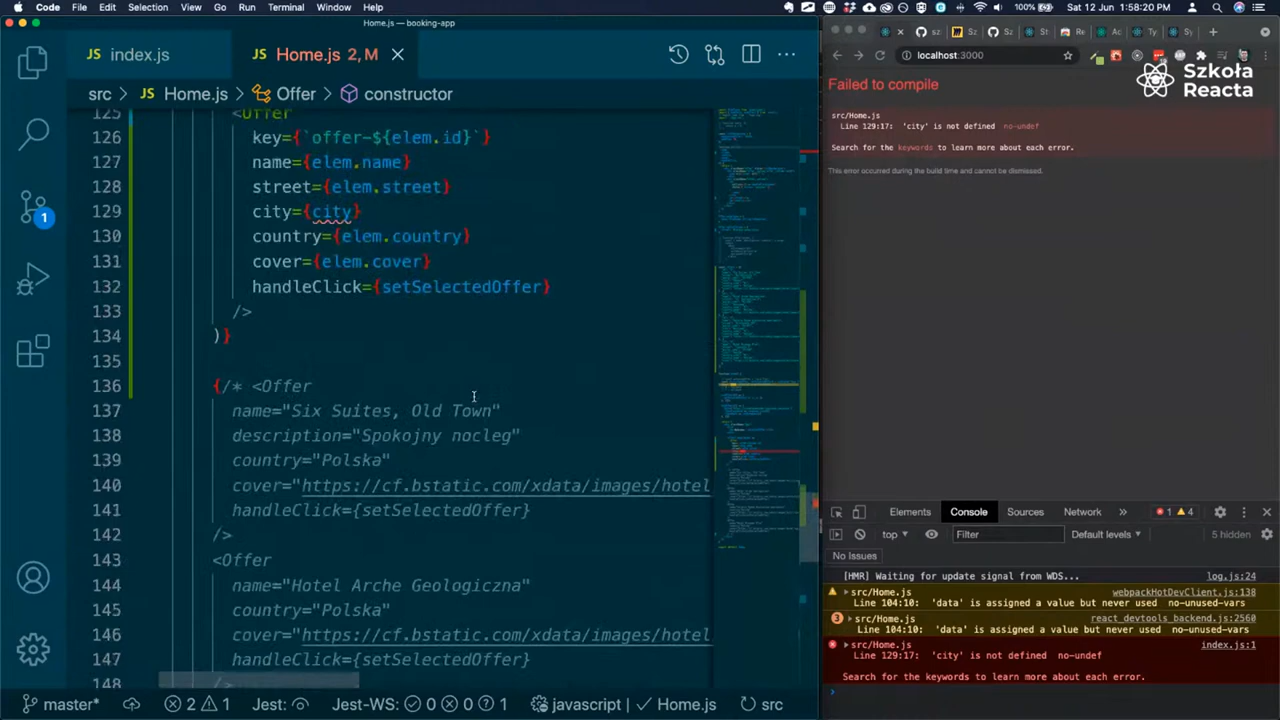 Code File Edit Selection View Go Run Terminal Window Help
100% Sat 12 Jun 1:58:20 PM
Home.js — booking-app
JS index.js
JS Home.js 2, M
src > JS Home.js > Offer > constructor
125 <Offer
126 key={`offer-${elem.id}`}
127 name={elem.name}
128 street={elem.street}
129 city={city}
130 country={elem.country}
131 cover={elem.cover}
132 handleClick={setSelectedOffer}
133 />
134 )}
135
136 {/* <Offer
137 name="Six Suites, Old Town"
138 description="Spokojny nocleg"
139 country="Polska"
140 cover="https://cf.bstatic.com/xdata/images/hotel
141 handleClick={setSelectedOffer}
142 />
143 <Offer
144 name="Hotel Arche Geologiczna"
145 country="Polska"
146 cover="https://cf.bstatic.com/xdata/images/hotel
147 handleClick={setSelectedOffer}
148 />
1
master* 2 1 Jest: Jest-WS: 0 0 1 javascript Home.js src
localhost:3000
Szkoła
Reacta
Failed to compile
src/Home.js
Line 129:17: 'city' is not defined no-undef
Search for the keywords to learn more about each error.
This error occurred during the build time and cannot be dismissed.
Elements Console Sources Network » 1 4
top Filter Default levels 5 hidden
No Issues
[HMR] Waiting for update signal from WDS... log.js:24
src/Home.js webpackHotDevClient.js:138
Line 104:10: 'data' is assigned a value but never used no-unused-vars
3 src/Home.js react_devtools_backend.js:2560
Line 104:10: 'data' is assigned a value but never used no-unused-vars
src/Home.js index.js:1
Line 129:17: 'city' is not defined no-undef
Search for the keywords to learn more about each error.